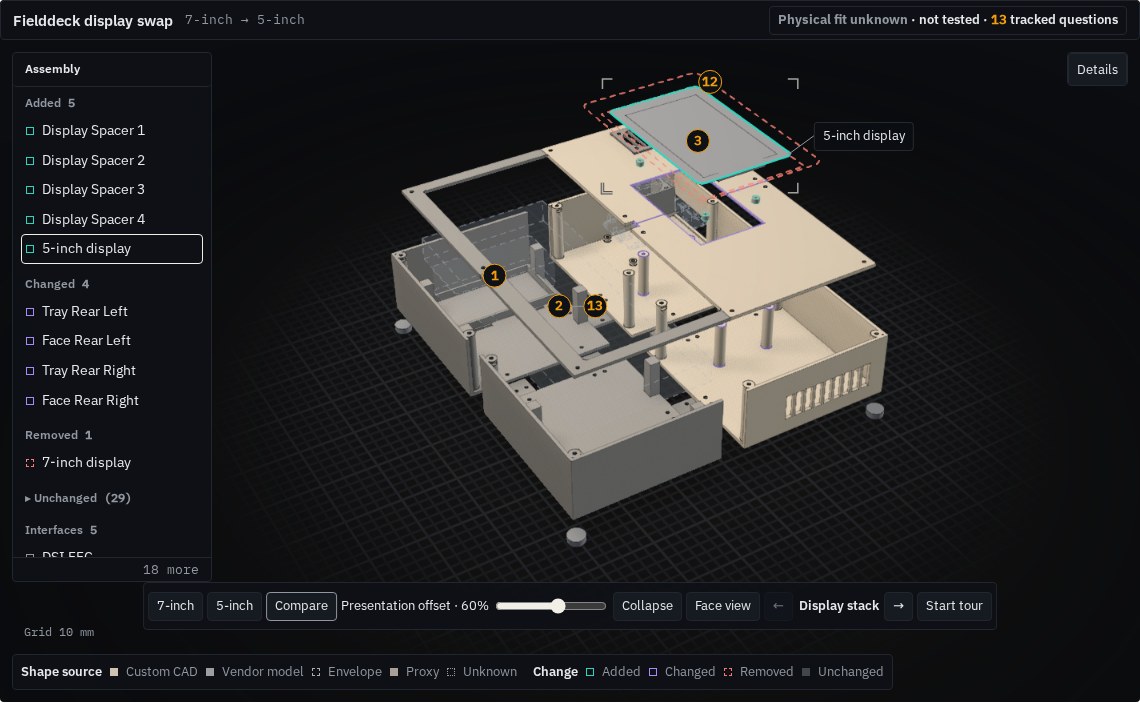 Fielddeck display swap 7-inch → 5-inch
Physical fit unknown · not tested · 13 tracked questions
Assembly
Details
Added 5
Display Spacer 1
Display Spacer 2
Display Spacer 3
Display Spacer 4
5-inch display
Changed 4
Tray Rear Left
Face Rear Left
Tray Rear Right
Face Rear Right
Removed 1
7-inch display
▸ Unchanged (29)
Interfaces 5
18 more
12
3
5-inch display
1
2
13
7-inch 5-inch Compare Presentation offset · 60% Collapse Face view ← Display stack → Start tour
Grid 10 mm
Shape source Custom CAD Vendor model Envelope Proxy Unknown Change Added Changed Removed Unchanged